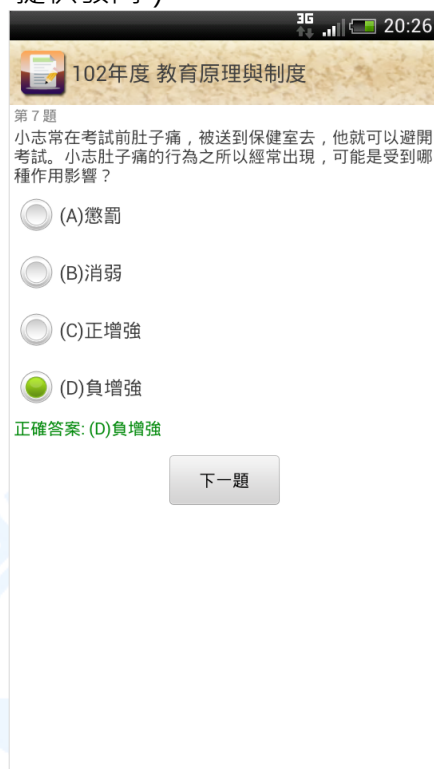 3G
20:26
102年度 教育原理與制度
第 7 題
小志常在考試前肚子痛，被送到保健室去，他就可以避開
考試。小志肚子痛的行為之所以經常出現，可能是受到哪
種作用影響？
(A)懲罰
(B)消弱
(C)正增強
(D)負增強
正確答案: (D)負增強
下一題